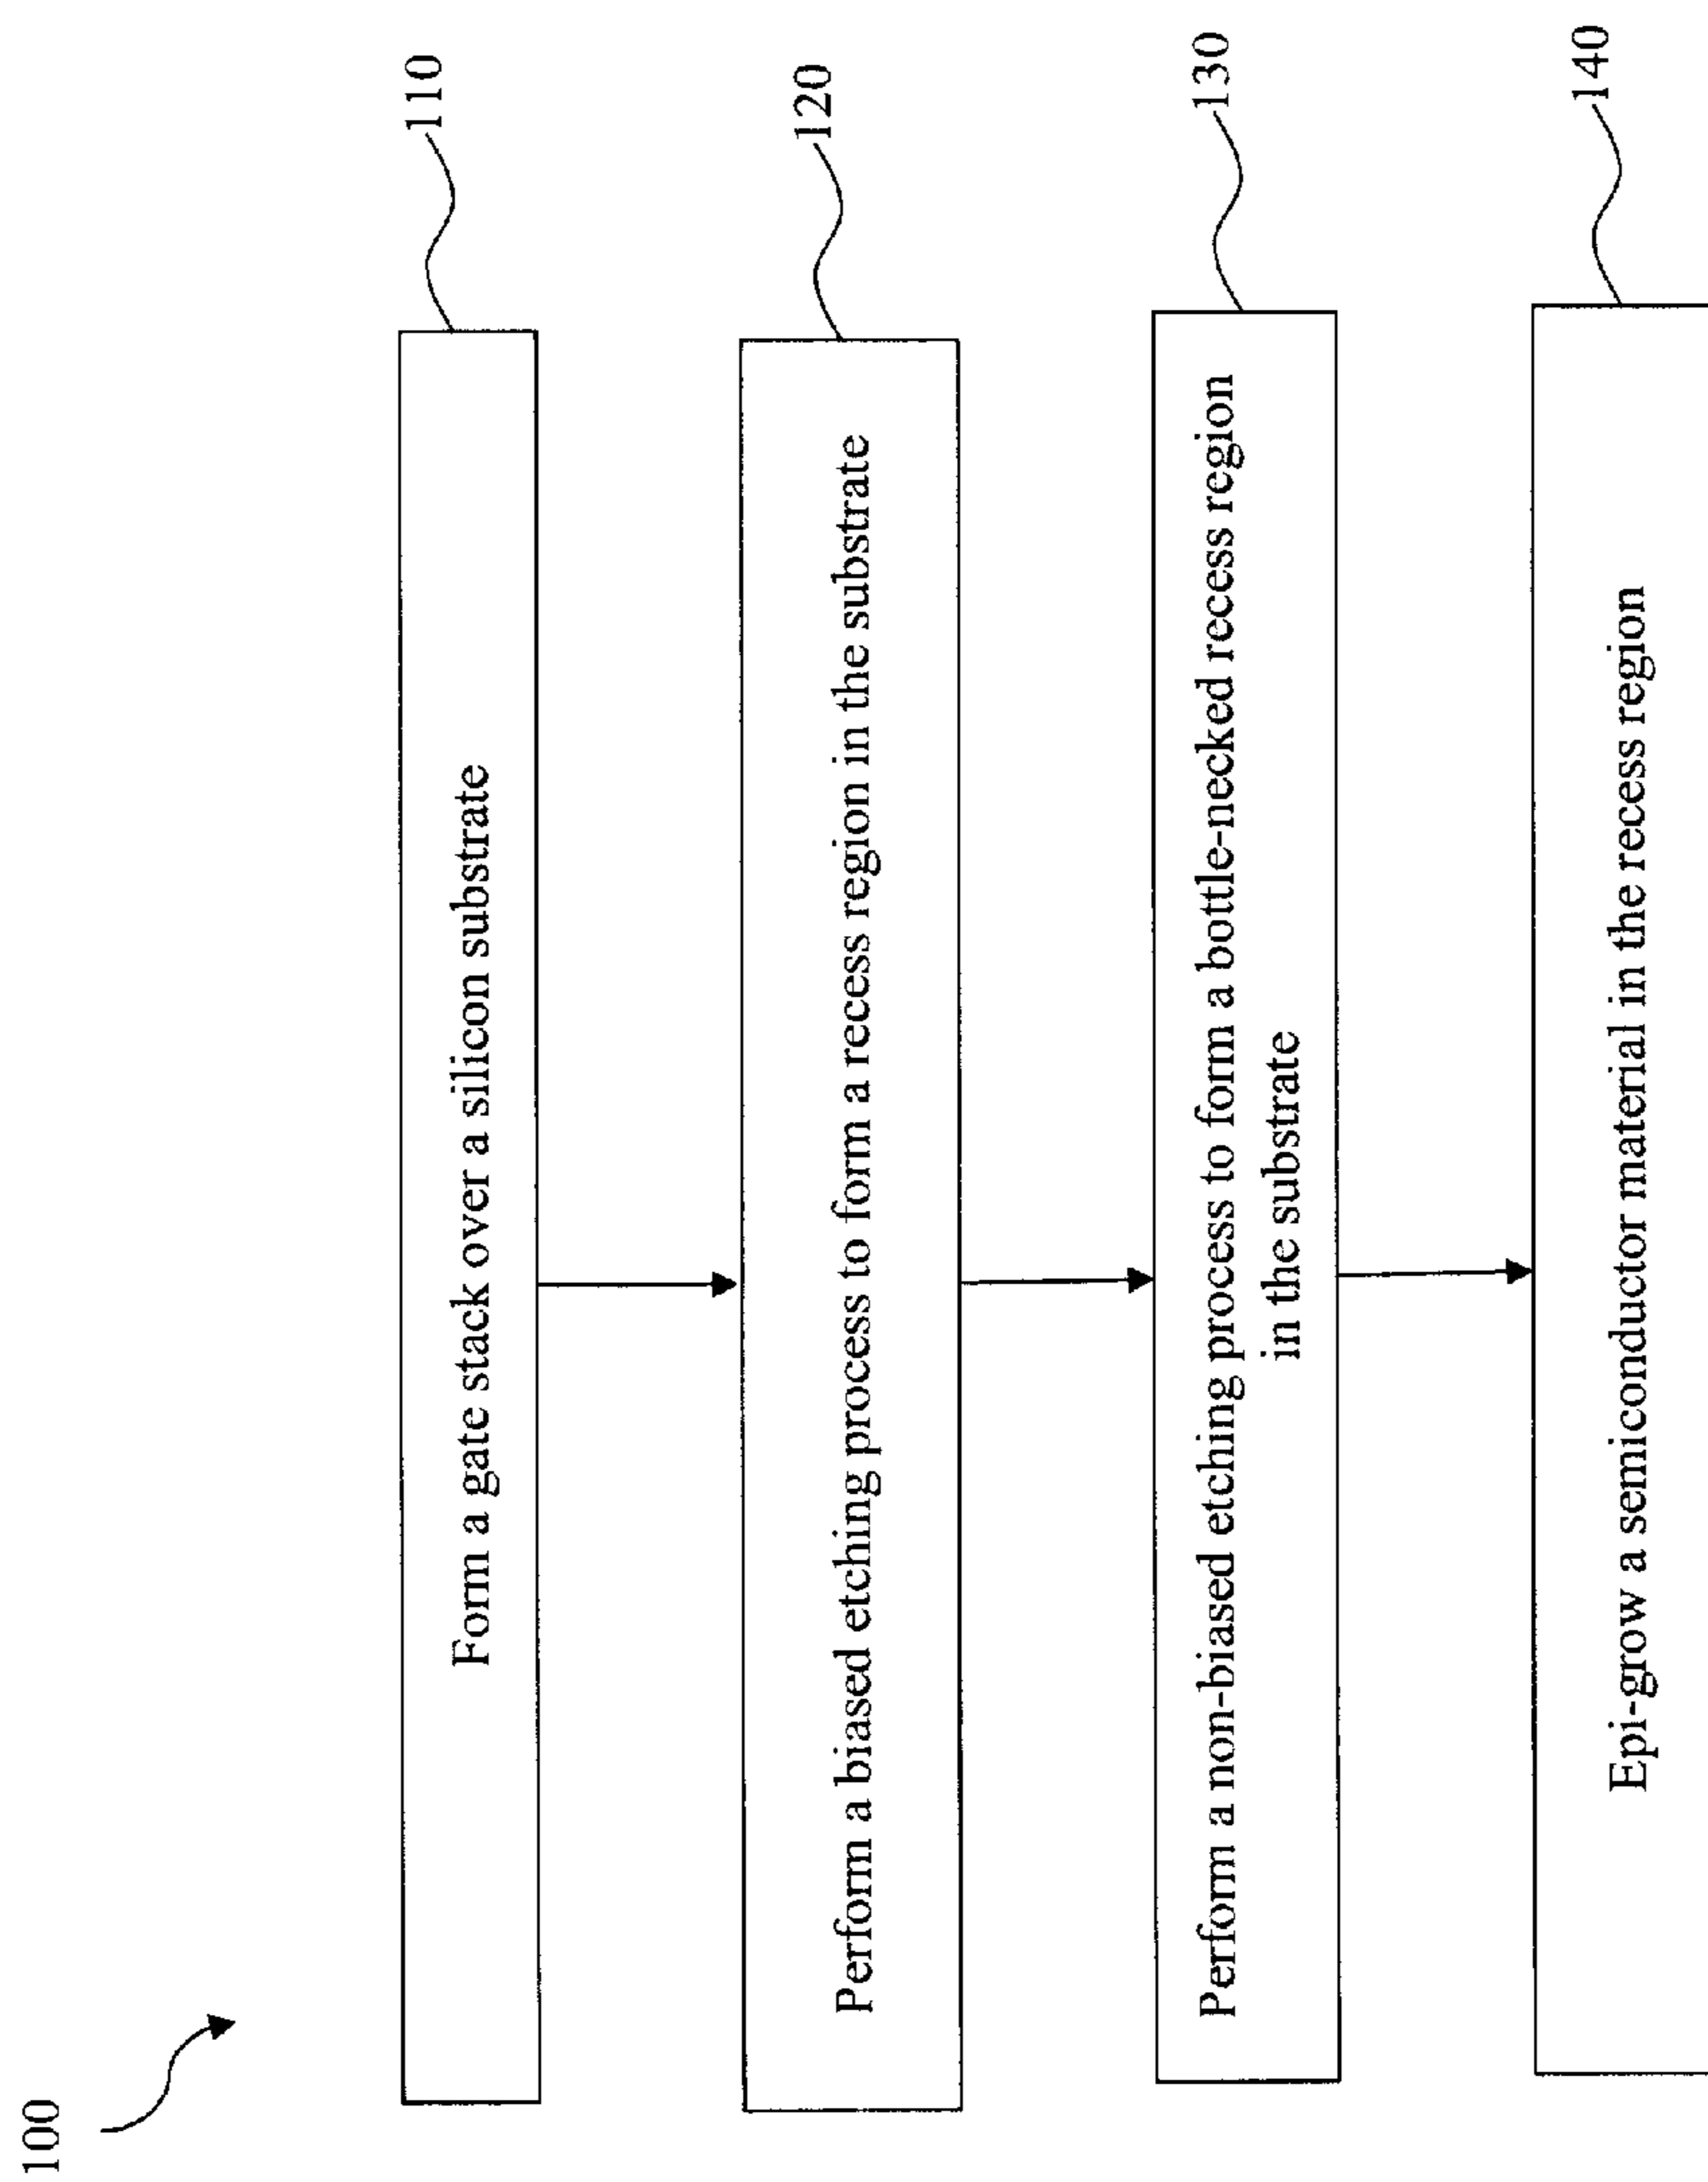 100
Form a gate stack over a silicon substrate
110
Perform a biased etching process to form a recess region in the substrate
120
Perform a non-biased etching process to form a bottle-necked recess region
in the substrate
130
Epi-grow a semiconductor material in the recess region
140